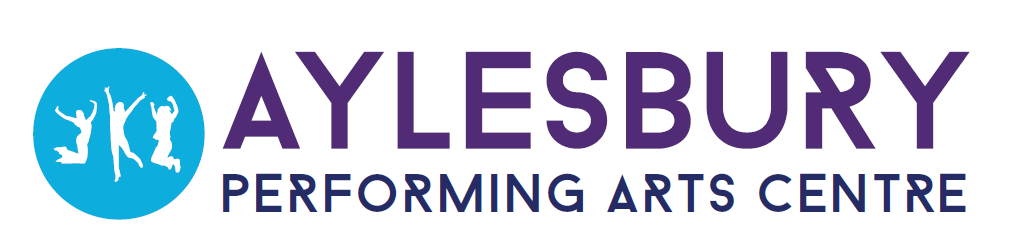 AYLESBURY
PERFORMING ARTS CENTRE